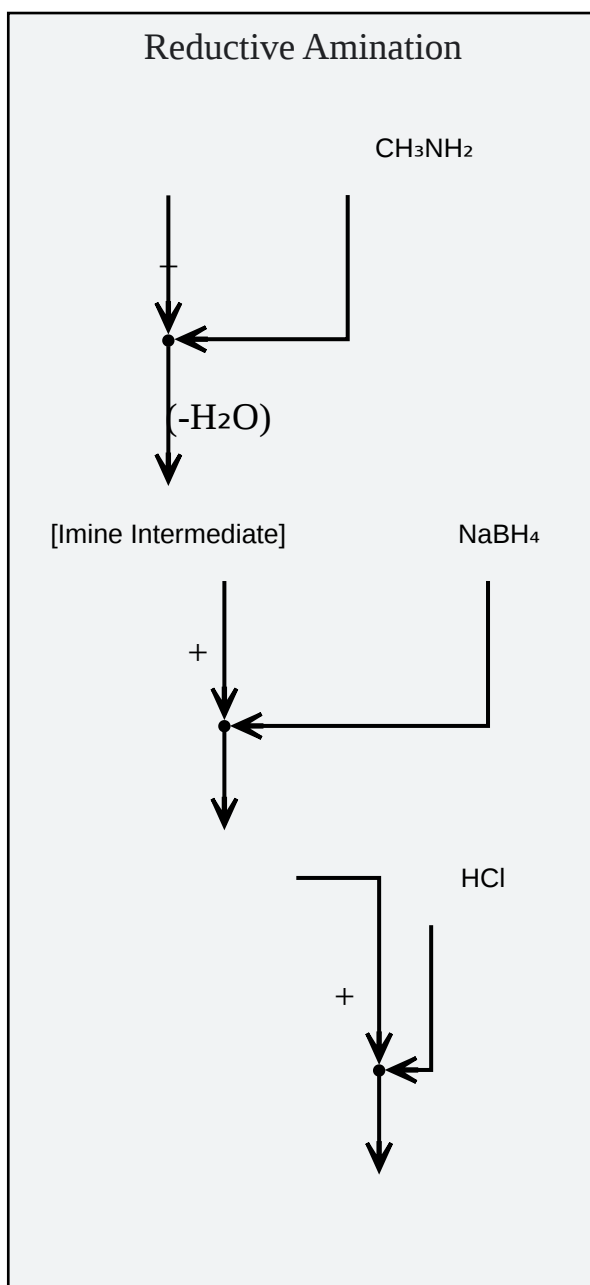 Reductive Amination
CH₃NH₂
+
(-H₂O)
[Imine Intermediate]
NaBH₄
+
HCl
+